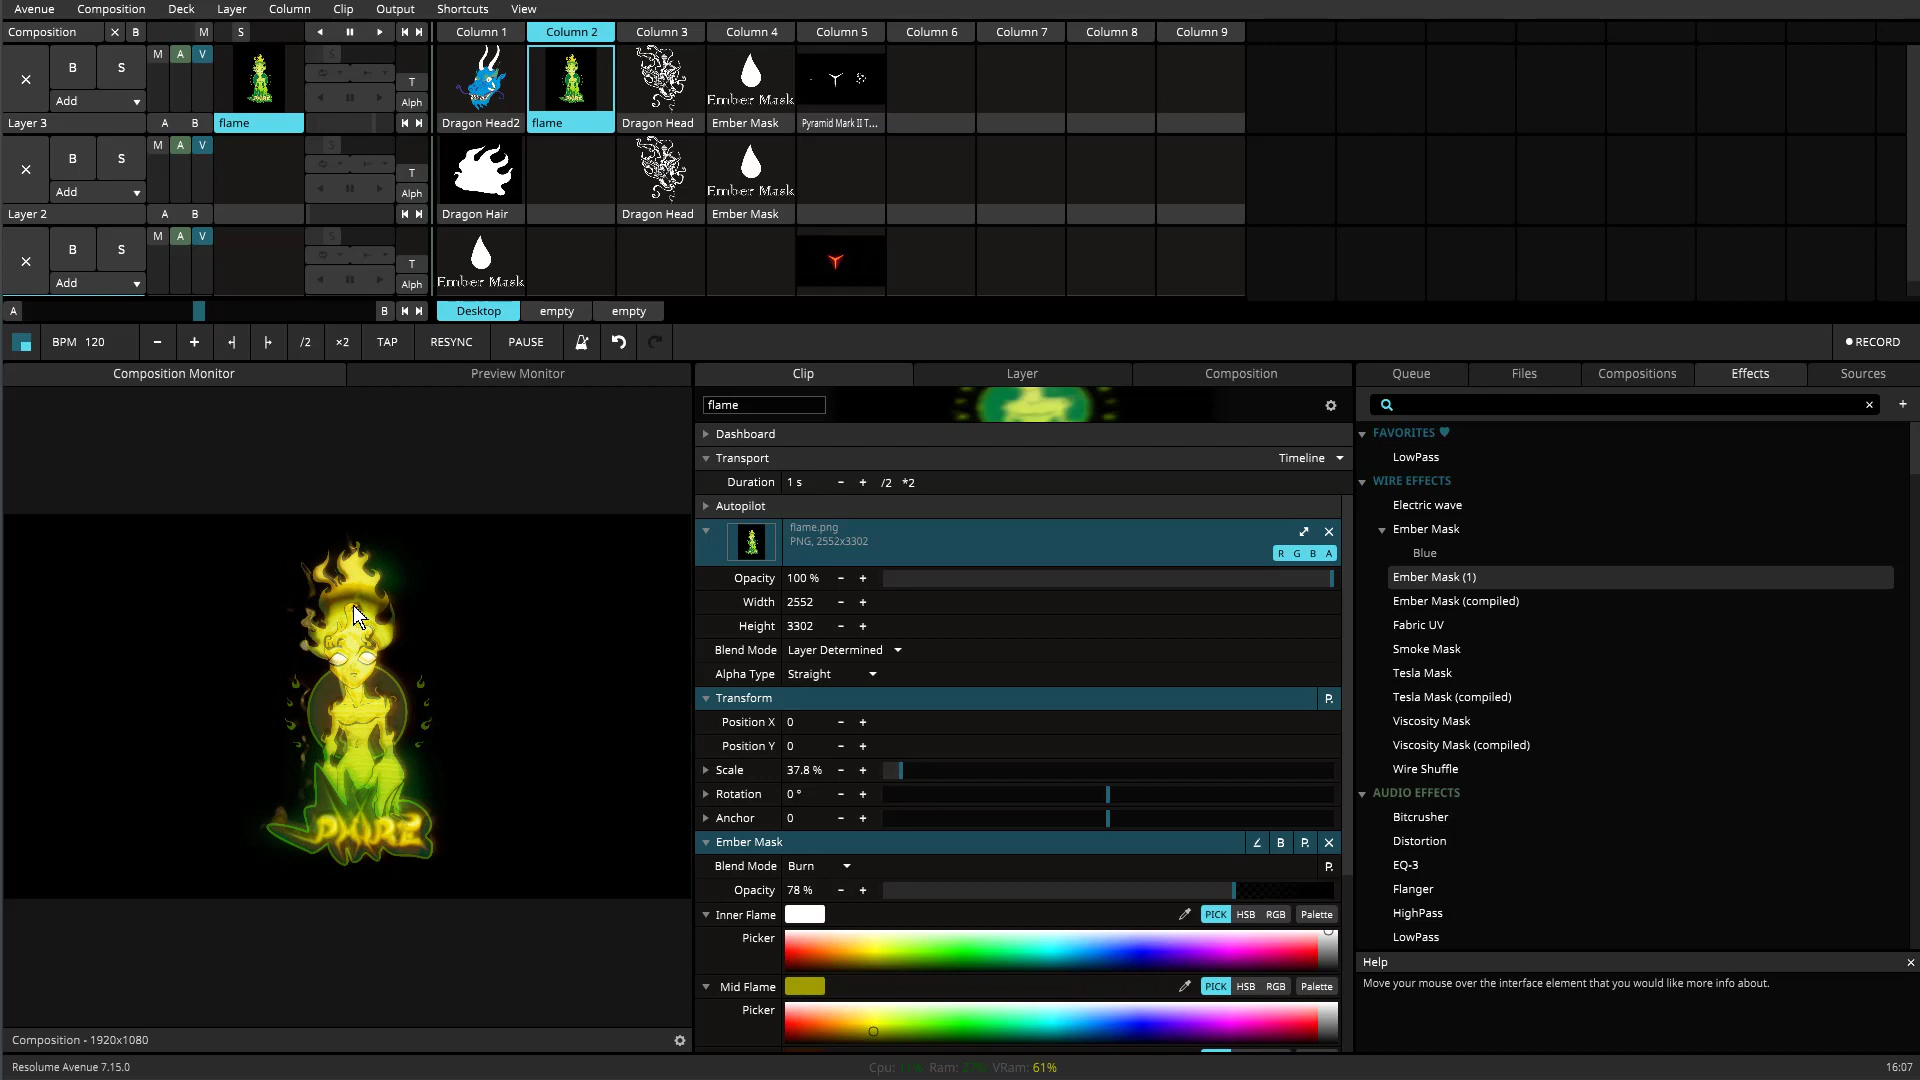 Avenue Composition Deck Layer Column Clip Output Shortcuts View
Composition B M S Column 1 Column 2 Column 3 Column 4 Column 5 Column 6 Column 7 Column 8 Column 9
B S M A V S T
Add Alph Ember Mask
Layer 3 A B flame Dragon Head2 flame Dragon Head Ember Mask Pyramid Mark II T...
B S M A V S T
Add Alph Ember Mask
Layer 2 A B Dragon Hair Dragon Head Ember Mask
B S M A V S T
Add Alph Ember Mask
A B Desktop empty empty
BPM 120 - + /2 ×2 TAP RESYNC PAUSE RECORD
Composition Monitor Preview Monitor Clip Layer Composition Queue Files Compositions Effects Sources
flame
Dashboard
Transport Timeline
Duration 1 s - + /2 *2
Autopilot
flame.png
PNG, 2552x3302
R G B A
Opacity 100 % - +
Width 2552 - +
Height 3302 - +
Blend Mode Layer Determined
Alpha Type Straight
Transform P.
Position X 0 - +
Position Y 0 - +
Scale 37.8 % - +
Rotation 0 ° - +
Anchor 0 - +
Ember Mask B P.
Blend Mode Burn P.
Opacity 78 % - +
Inner Flame PICK HSB RGB Palette
Picker
Mid Flame PICK HSB RGB Palette
Picker
FAVORITES
LowPass
WIRE EFFECTS
Electric wave
Ember Mask
Blue
Ember Mask (1)
Ember Mask (compiled)
Fabric UV
Smoke Mask
Tesla Mask
Tesla Mask (compiled)
Viscosity Mask
Viscosity Mask (compiled)
Wire Shuffle
AUDIO EFFECTS
Bitcrusher
Distortion
EQ-3
Flanger
HighPass
LowPass
Help
Move your mouse over the interface element that you would like more info about.
PHIRE
Composition - 1920x1080
Resolume Avenue 7.15.0 Cpu: Ram: VRam: 61% 16:07